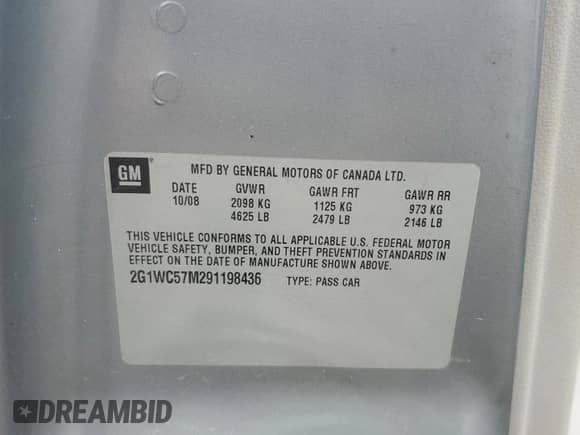 GM
MFD BY GENERAL MOTORS OF CANADA LTD.
DATE GVWR GAWR FRT GAWR RR
10/08 2098 KG 1125 KG 973 KG
4625 LB 2479 LB 2146 LB
THIS VEHICLE CONFORMS TO ALL APPLICABLE U.S. FEDERAL MOTOR
VEHICLE SAFETY, BUMPER, AND THEFT PREVENTION STANDARDS IN
EFFECT ON THE DATE OF MANUFACTURE SHOWN ABOVE.
2G1WC57M291198436 TYPE: PASS CAR
DREAMBID